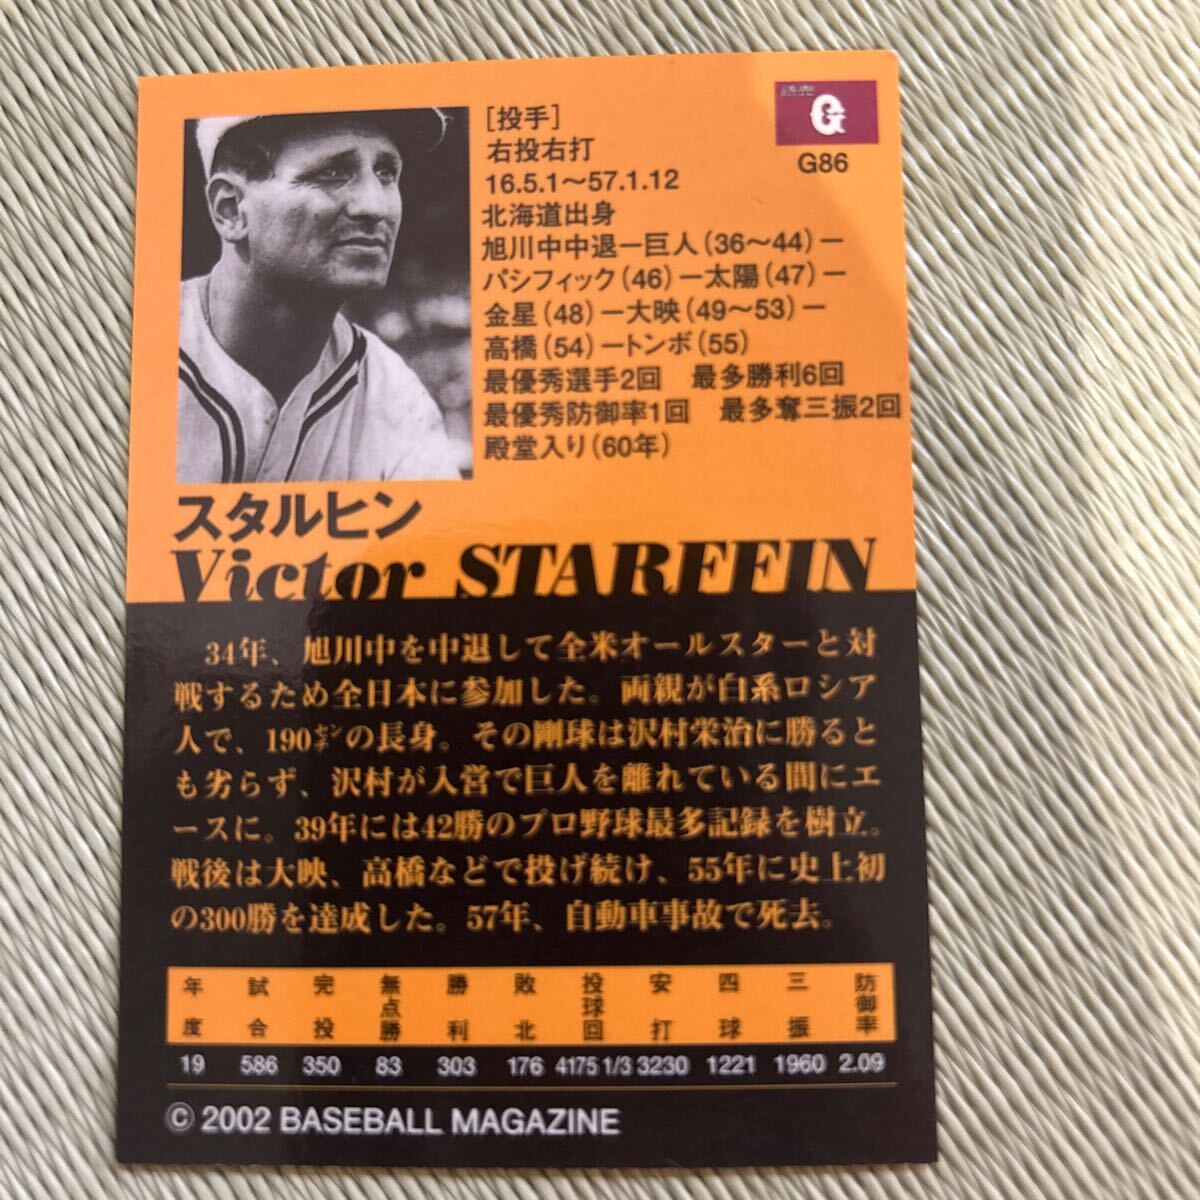 [投手]
右投右打
16.5.1〜57.1.12
北海道出身
旭川中中退ー巨人(36〜44)ー
パシフィック(46)ー太陽(47)ー
金星(48)ー大映(49〜53)ー
高橋(54)ートンボ(55)
最優秀選手2回　最多勝利6回
最優秀防御率1回　最多奪三振2回
殿堂入り(60年)
G
G86
スタルヒン
Victor STARFFIN
34年、旭川中を中退して全米オールスターと対
戦するため全日本に参加した。両親が白系ロシア
人で、190㌢の長身。その剛球は沢村栄治に勝ると
も劣らず、沢村が入営で巨人を離れている間にエ
ースに。39年には42勝のプロ野球最多記録を樹立。
戦後は大映、高橋などで投げ続け、55年に史上初
の300勝を達成した。57年、自動車事故で死去。
年度 試合 完投 無点勝 勝利 敗北 投球回 安打 四球 三振 防御率
19 586 350 83 303 176 4175 1/3 3230 1221 1960 2.09
© 2002 BASEBALL MAGAZINE